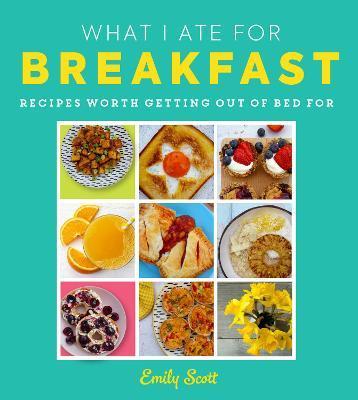 WHAT I ATE FOR
BREAKFAST
RECIPES WORTH GETTING OUT OF BED FOR
Emily Scott